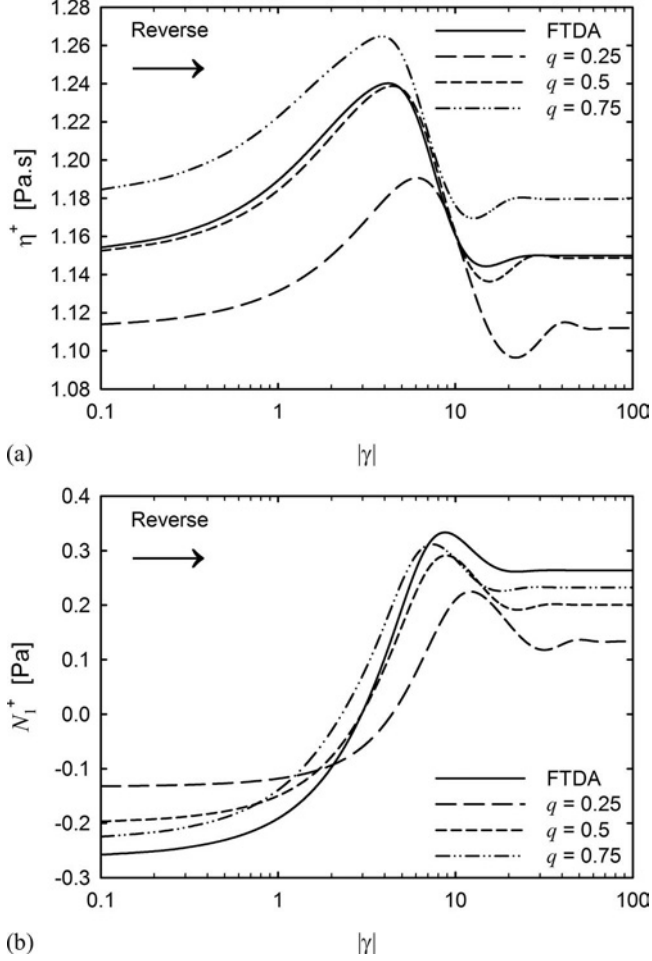 1.28
1.26
1.24
1.22
1.20
1.18
1.16
1.14
1.12
1.10
1.08
η⁺ [Pa.s]
Reverse
FTDA
q = 0.25
q = 0.5
q = 0.75
0.1 1 10 100
(a) |γ|
0.4
0.3
0.2
0.1
0.0
-0.1
-0.2
-0.3
N₁⁺ [Pa]
Reverse
FTDA
q = 0.25
q = 0.5
q = 0.75
0.1 1 10 100
(b) |γ|